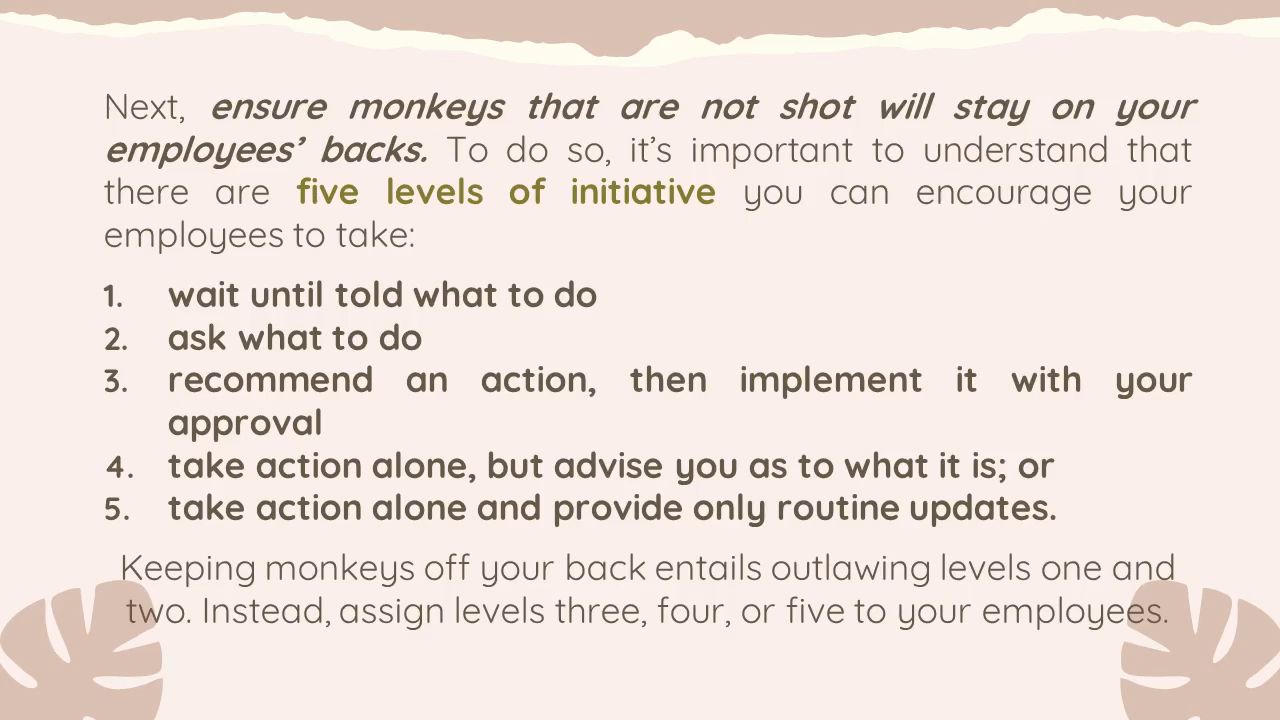 Next, ensure monkeys that are not shot will stay on your
employees’ backs. To do so, it’s important to understand that
there are five levels of initiative you can encourage your
employees to take:
1. wait until told what to do
2. ask what to do
3. recommend an action, then implement it with your
approval
4. take action alone, but advise you as to what it is; or
5. take action alone and provide only routine updates.
Keeping monkeys off your back entails outlawing levels one and
two. Instead, assign levels three, four, or five to your employees.